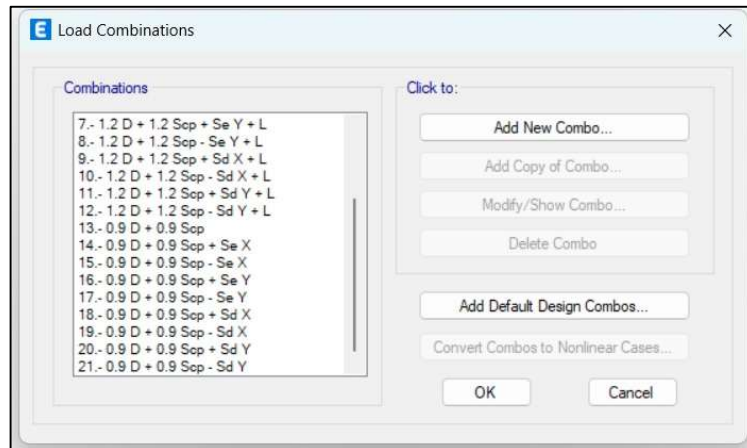 E Load Combinations
Combinations
7.- 1.2 D + 1.2 Scp + Se Y + L
8.- 1.2 D + 1.2 Scp - Se Y + L
9.- 1.2 D + 1.2 Scp + Sd X + L
10.- 1.2 D + 1.2 Scp - Sd X + L
11.- 1.2 D + 1.2 Scp + Sd Y + L
12.- 1.2 D + 1.2 Scp - Sd Y + L
13.- 0.9 D + 0.9 Scp
14.- 0.9 D + 0.9 Scp + Se X
15.- 0.9 D + 0.9 Scp - Se X
16.- 0.9 D + 0.9 Scp + Se Y
17.- 0.9 D + 0.9 Scp - Se Y
18.- 0.9 D + 0.9 Scp + Sd X
19.- 0.9 D + 0.9 Scp - Sd X
20.- 0.9 D + 0.9 Scp + Sd Y
21.- 0.9 D + 0.9 Scp - Sd Y
Click to:
Add New Combo...
Add Copy of Combo...
Modify/Show Combo...
Delete Combo
Add Default Design Combos...
Convert Combos to Nonlinear Cases...
OK
Cancel